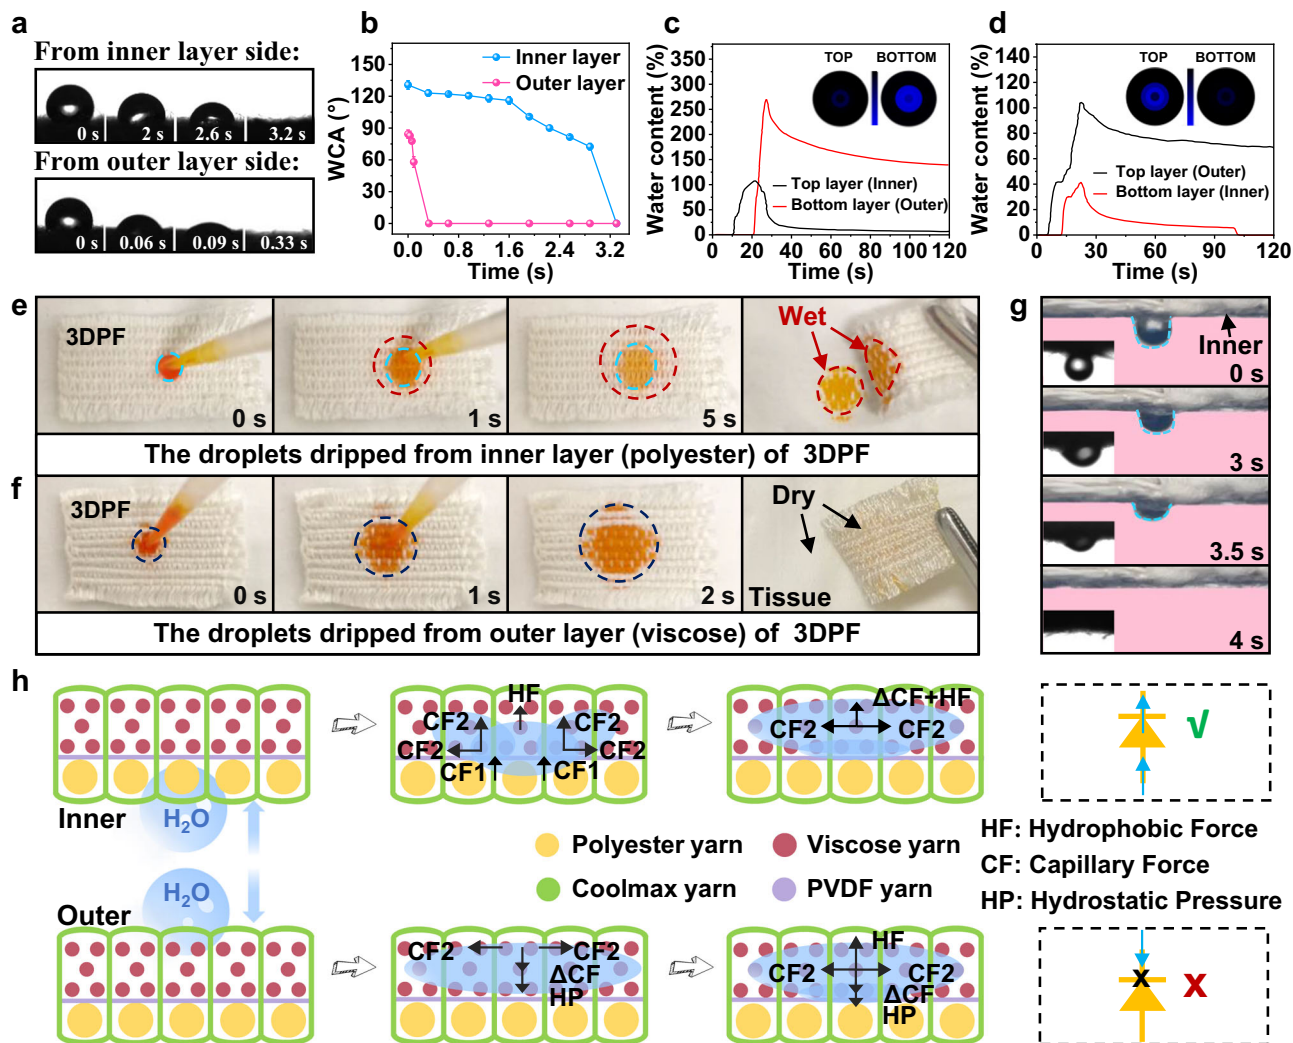 a
From inner layer side:
0 s
2 s
2.6 s
3.2 s
From outer layer side:
0 s
0.06 s
0.09 s
0.33 s
b
WCA (°)
150
120
90
60
30
0
Inner layer
Outer layer
0.0 0.8 1.6 2.4 3.2
Time (s)
c
Water content (%)
350
300
250
200
150
100
50
0
TOP
BOTTOM
Top layer (Inner)
Bottom layer (Outer)
0 20 40 60 80 100 120
Time (s)
d
Water content (%)
140
120
100
80
60
40
20
0
TOP
BOTTOM
Top layer (Outer)
Bottom layer (Inner)
0 30 60 90 120
Time (s)
e
3DPF
0 s
1 s
5 s
Wet
The droplets dripped from inner layer (polyester) of 3DPF
f
3DPF
0 s
1 s
2 s
Dry
Tissue
The droplets dripped from outer layer (viscose) of 3DPF
g
Inner
0 s
3 s
3.5 s
4 s
h
H2O
Inner
HF
CF2
CF2
CF2
CF2
CF1
CF1
ΔCF+HF
CF2
CF2
√
Polyester yarn
Viscose yarn
Coolmax yarn
PVDF yarn
HF: Hydrophobic Force
CF: Capillary Force
HP: Hydrostatic Pressure
H2O
Outer
CF2
CF2
ΔCF
HP
HF
CF2
CF2
ΔCF
HP
X
X